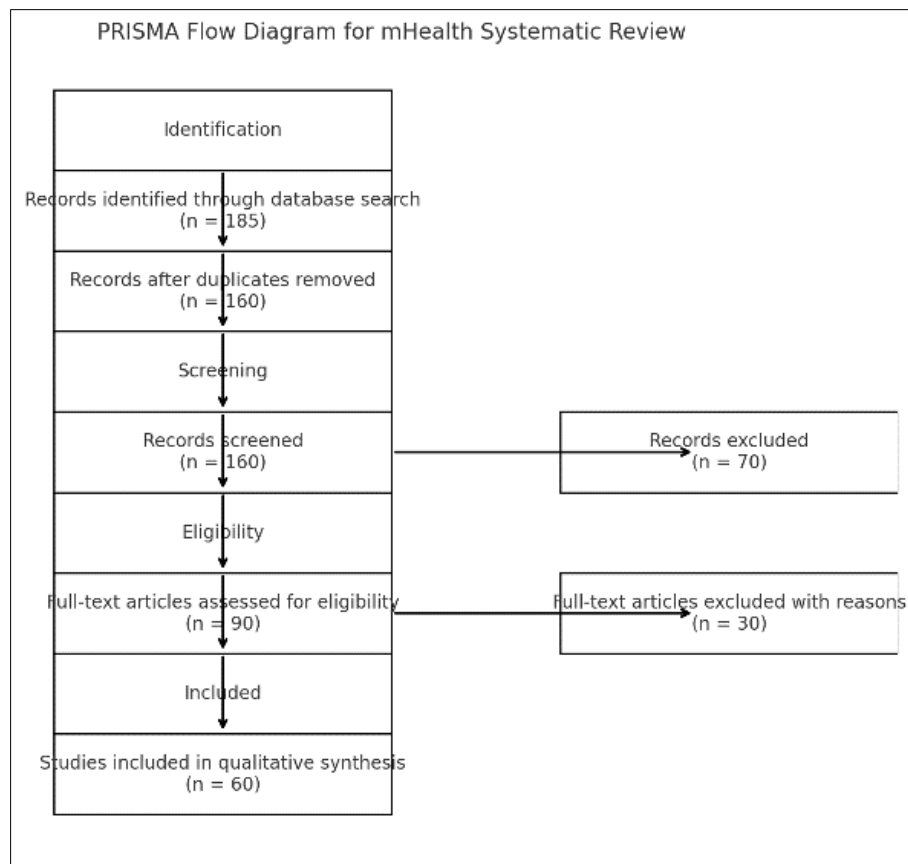 PRISMA Flow Diagram for mHealth Systematic Review
Identification
Records identified through database search
(n = 185)
Records after duplicates removed
(n = 160)
Screening
Records screened
(n = 160)
Records excluded
(n = 70)
Eligibility
Full-text articles assessed for eligibility
(n = 90)
Full-text articles excluded with reasons
(n = 30)
Included
Studies included in qualitative synthesis
(n = 60)